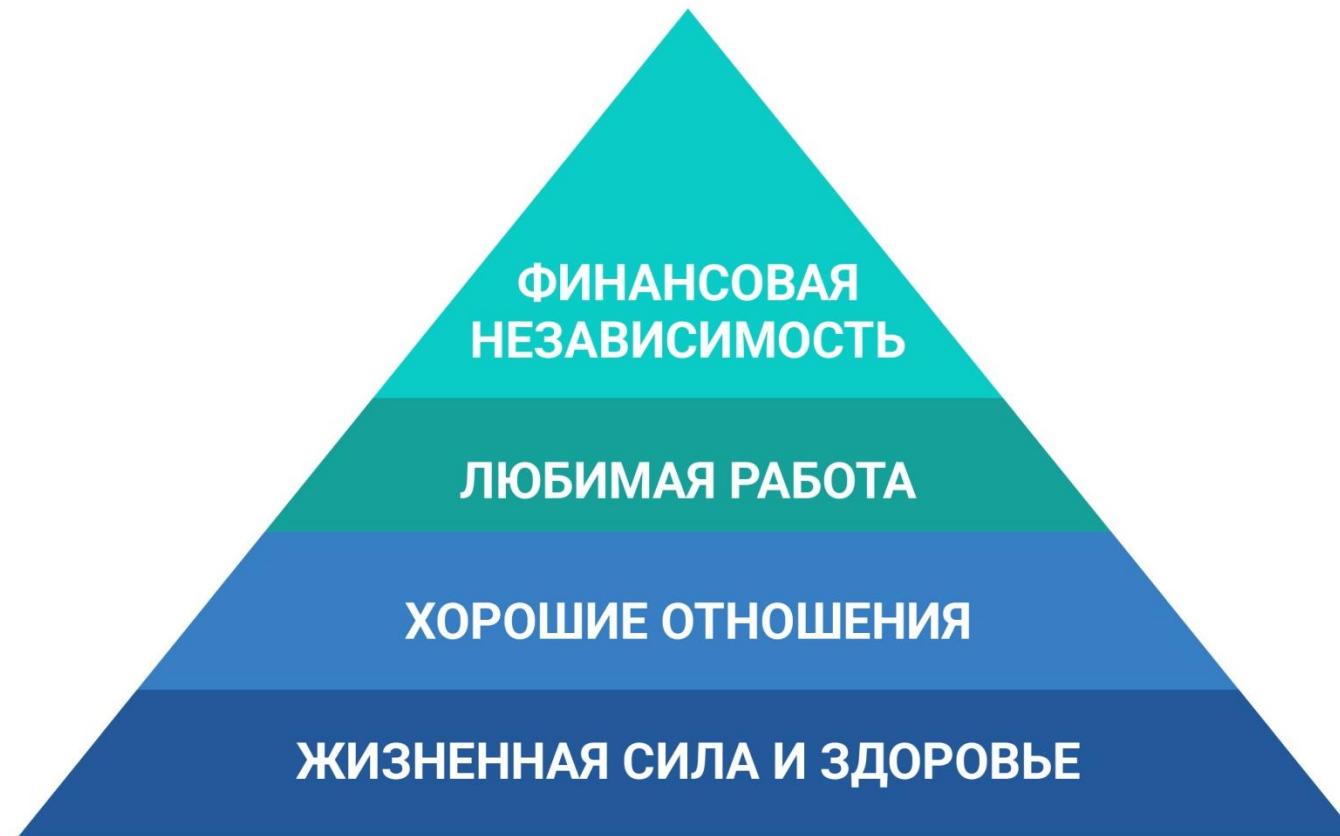 ФИНАНСОВАЯ
НЕЗАВИСИМОСТЬ
ЛЮБИМАЯ РАБОТА
ХОРОШИЕ ОТНОШЕНИЯ
ЖИЗНЕННАЯ СИЛА И ЗДОРОВЬЕ